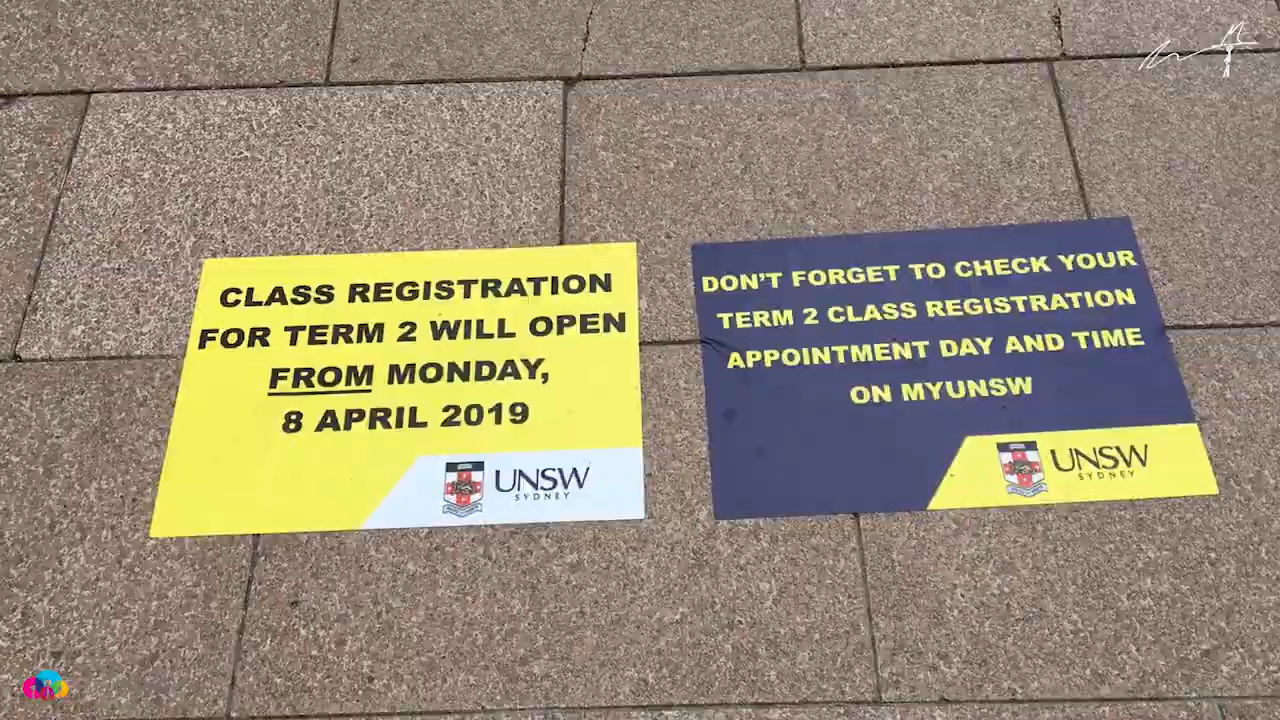 CLASS REGISTRATION
FOR TERM 2 WILL OPEN
FROM MONDAY,
8 APRIL 2019
UNSW
SYDNEY
DON'T FORGET TO CHECK YOUR
TERM 2 CLASS REGISTRATION
APPOINTMENT DAY AND TIME
ON MYUNSW
UNSW
SYDNEY